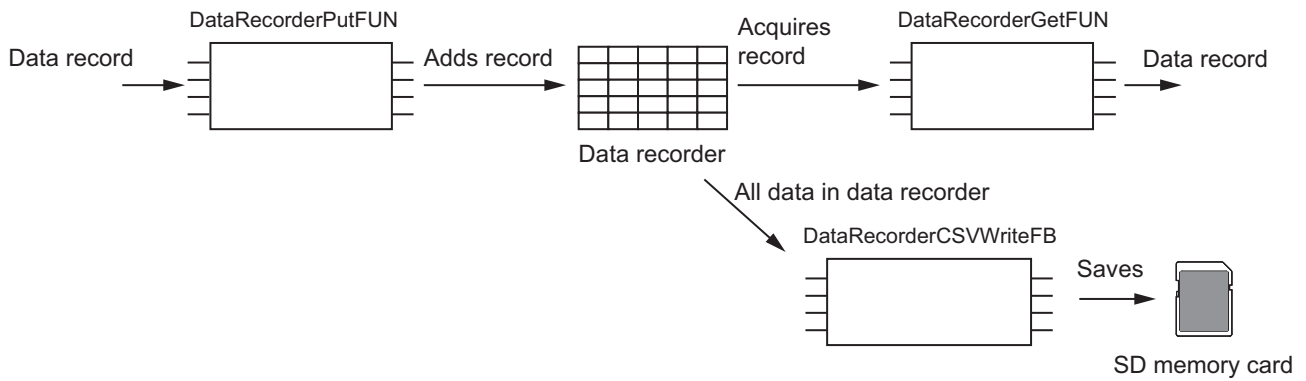 DataRecorderPutFUN
DataRecorderGetFUN
Data record
Adds record
Acquires
record
Data record
Data recorder
All data in data recorder
DataRecorderCSVWriteFB
Saves
SD memory card